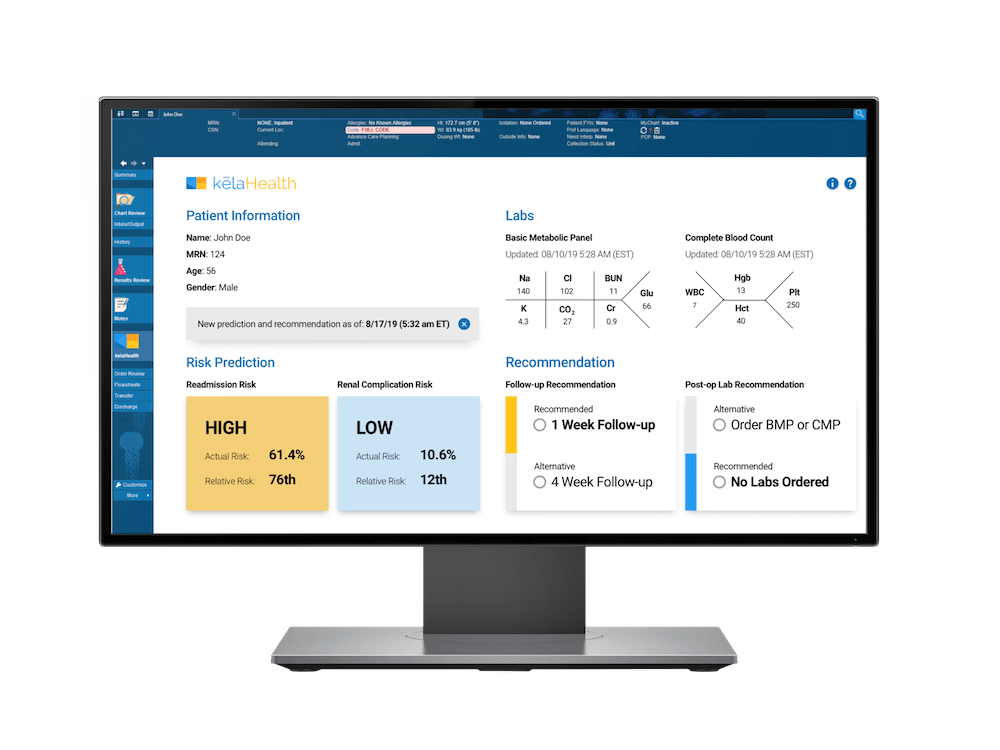 John Doe
MRN:
CSN:
NONE, Inpatient
Current Loc:
Attending:
Allergies: No Known Allergies
Code: FULL CODE
Advance Care Planning
Admit:
Ht: 172.7 cm (5' 8")
Wt: 83.9 kg (185 lb)
Dosing Wt: None
Isolation: None Ordered
Outside Info: None
Patient FYIs: None
Pref Language: None
Need Interp: None
Collection Status: Unit
MyChart: Inactive
PCP: None
Summary
Chart Review
Intake/Output
History
Results Review
Notes
kelaHealth
Order Review
Flowsheets
Transfer
Discharge
Customize
More
kēlaHealth
Patient Information
Name: John Doe
MRN: 124
Age: 56
Gender: Male
New prediction and recommendation as of: 8/17/19 (5:32 am ET)
Risk Prediction
Readmission Risk
HIGH
Actual Risk: 61.4%
Relative Risk: 76th
Renal Complication Risk
LOW
Actual Risk: 10.6%
Relative Risk: 12th
Labs
Basic Metabolic Panel
Updated: 08/10/19 5:28 AM (EST)
Na Cl BUN
140 102 11
Glu
66
K CO₂ Cr
4.3 27 0.9
Complete Blood Count
Updated: 08/10/19 5:28 AM (EST)
Hgb
13
WBC
7
Plt
250
Hct
40
Recommendation
Follow-up Recommendation
Recommended
1 Week Follow-up
Alternative
4 Week Follow-up
Post-op Lab Recommendation
Alternative
Order BMP or CMP
Recommended
No Labs Ordered